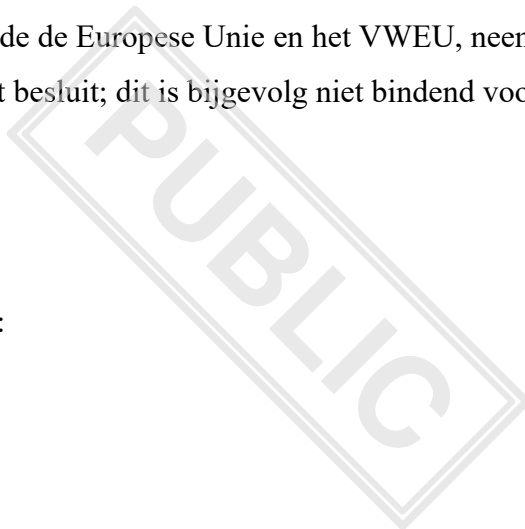 de de Europese Unie en het VWEU, neem
t besluit; dit is bijgevolg niet bindend voo
:
PUBLIC